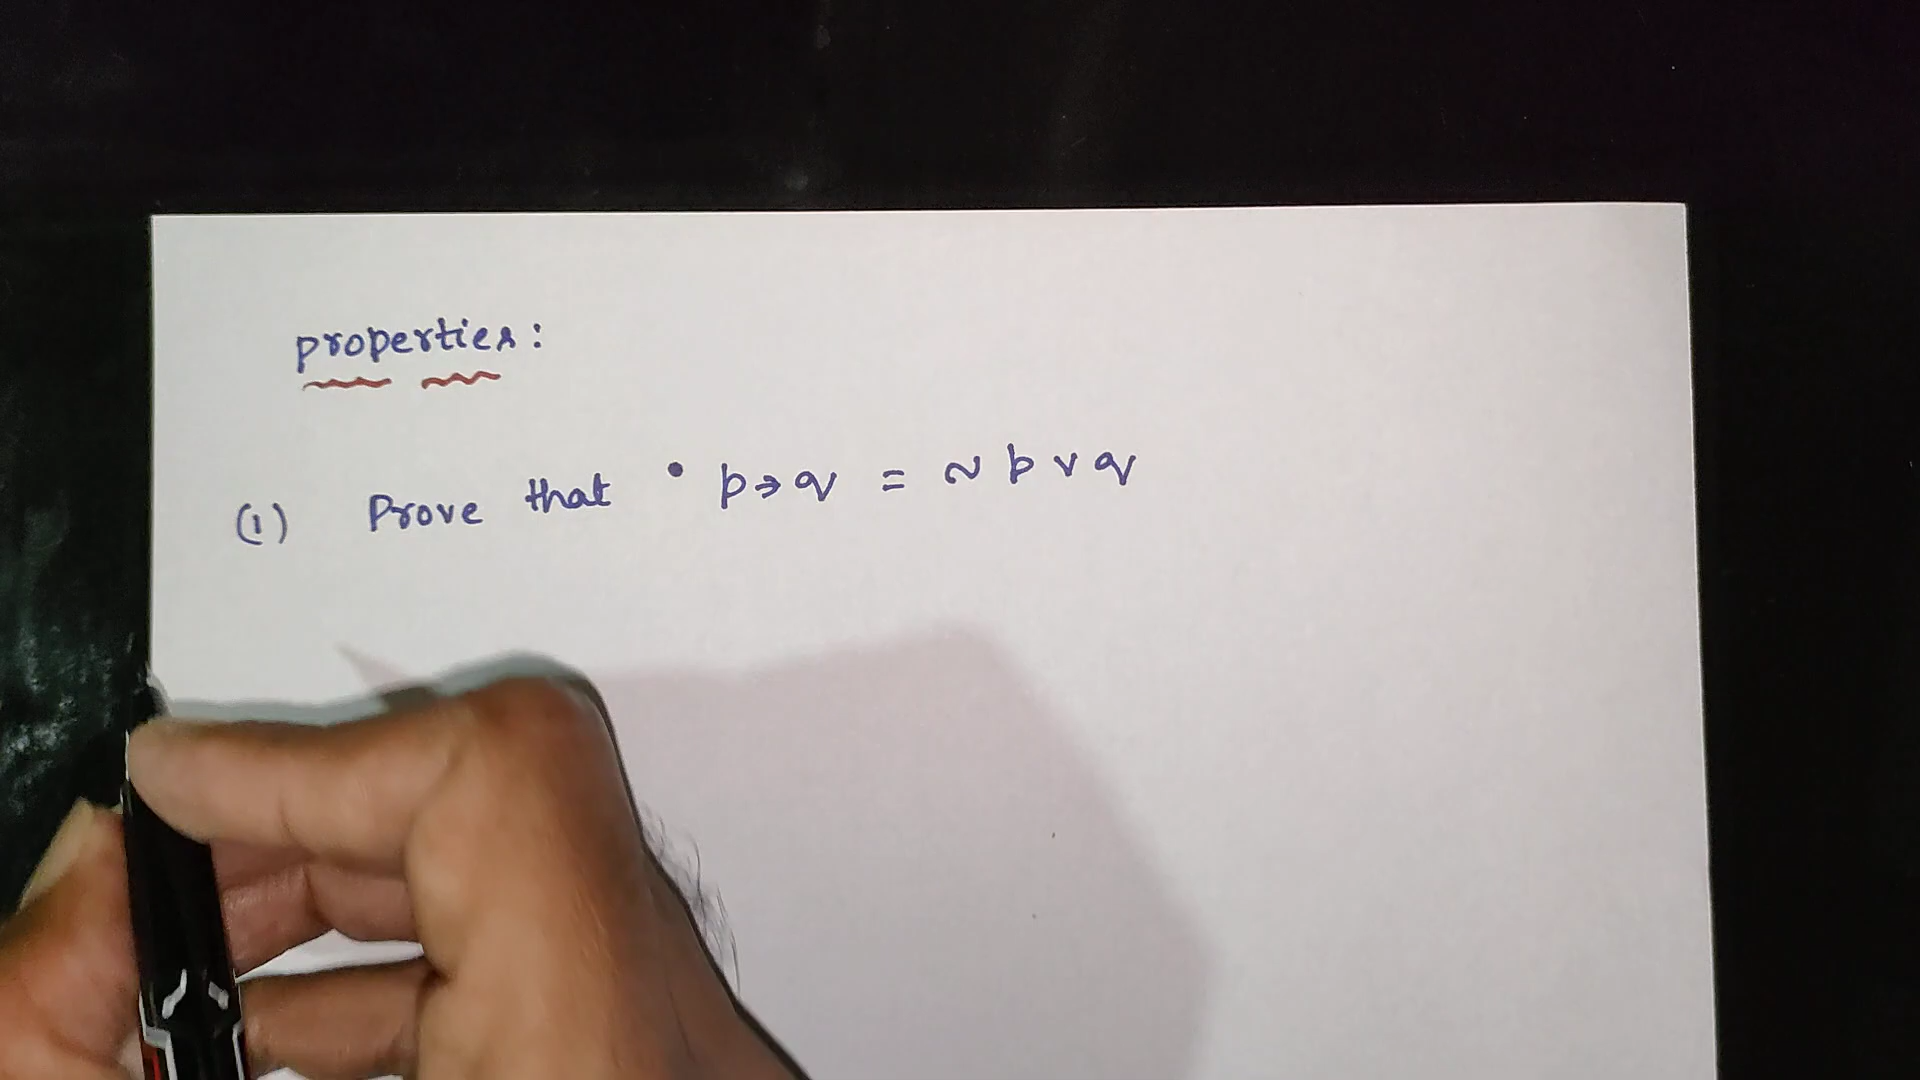 properties:
(1) Prove that • p→q = ~ p v q